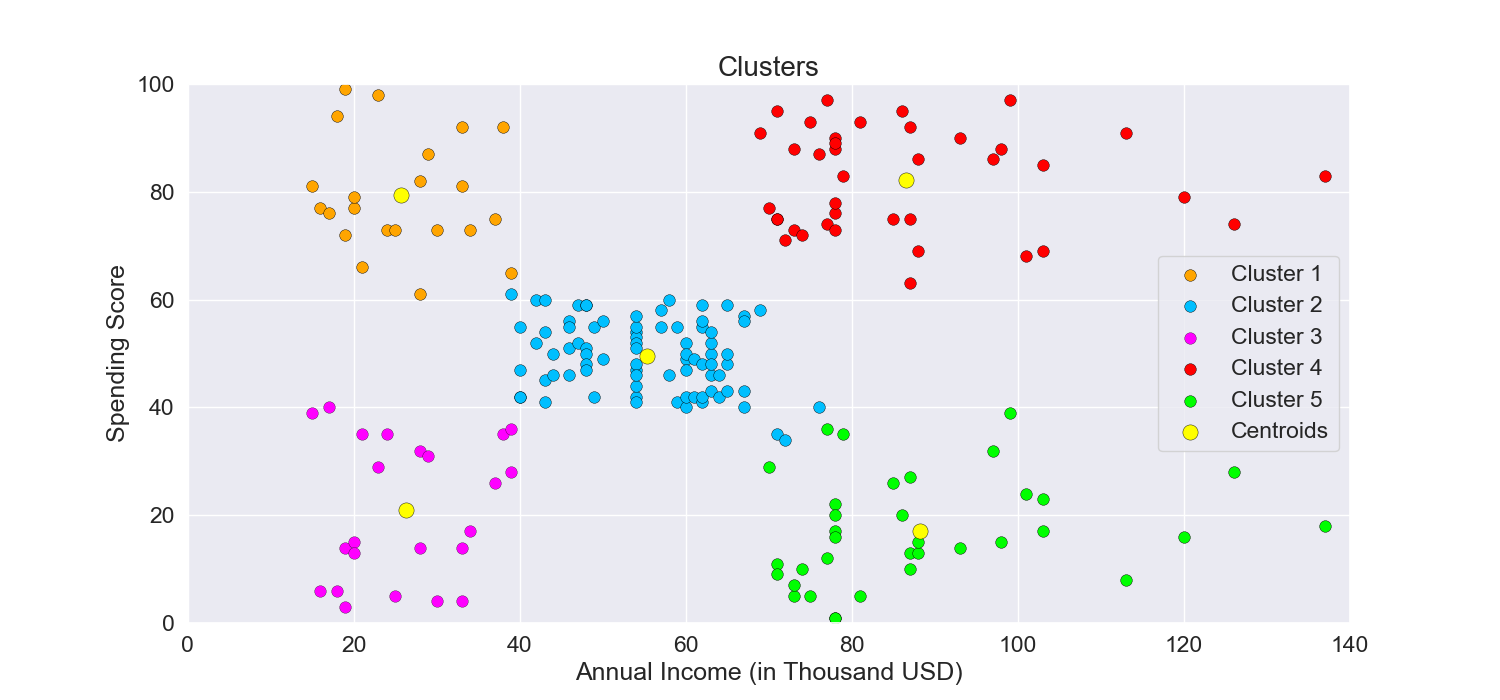 Clusters
100
80
60
40
20
0
Spending Score
Cluster 1
Cluster 2
Cluster 3
Cluster 4
Cluster 5
Centroids
0 20 40 60 80 100 120 140
Annual Income (in Thousand USD)